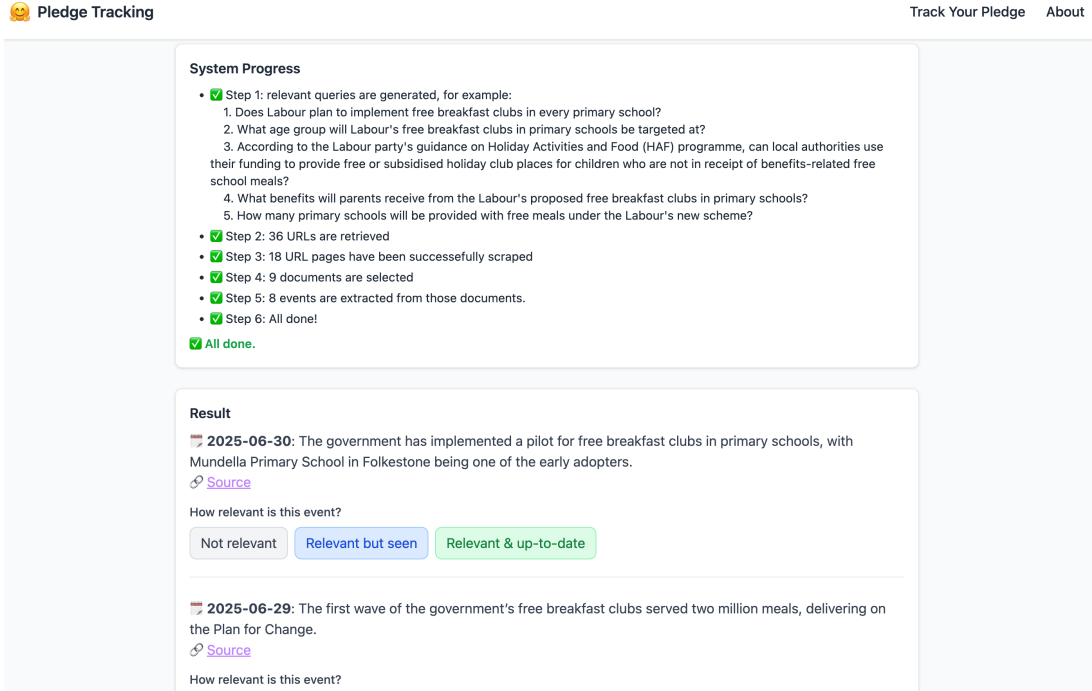 Pledge Tracking
Track Your Pledge
About
System Progress
Step 1: relevant queries are generated, for example:
1. Does Labour plan to implement free breakfast clubs in every primary school?
2. What age group will Labour's free breakfast clubs in primary schools be targeted at?
3. According to the Labour party's guidance on Holiday Activities and Food (HAF) programme, can local authorities use
their funding to provide free or subsidised holiday club places for children who are not in receipt of benefits-related free
school meals?
4. What benefits will parents receive from the Labour's proposed free breakfast clubs in primary schools?
5. How many primary schools will be provided with free meals under the Labour's new scheme?
Step 2: 36 URLs are retrieved
Step 3: 18 URL pages have been successefully scraped
Step 4: 9 documents are selected
Step 5: 8 events are extracted from those documents.
Step 6: All done!
All done.
Result
2025-06-30: The government has implemented a pilot for free breakfast clubs in primary schools, with
Mundella Primary School in Folkestone being one of the early adopters.
Source
How relevant is this event?
Not relevant
Relevant but seen
Relevant & up-to-date
2025-06-29: The first wave of the government’s free breakfast clubs served two million meals, delivering on
the Plan for Change.
Source
How relevant is this event?